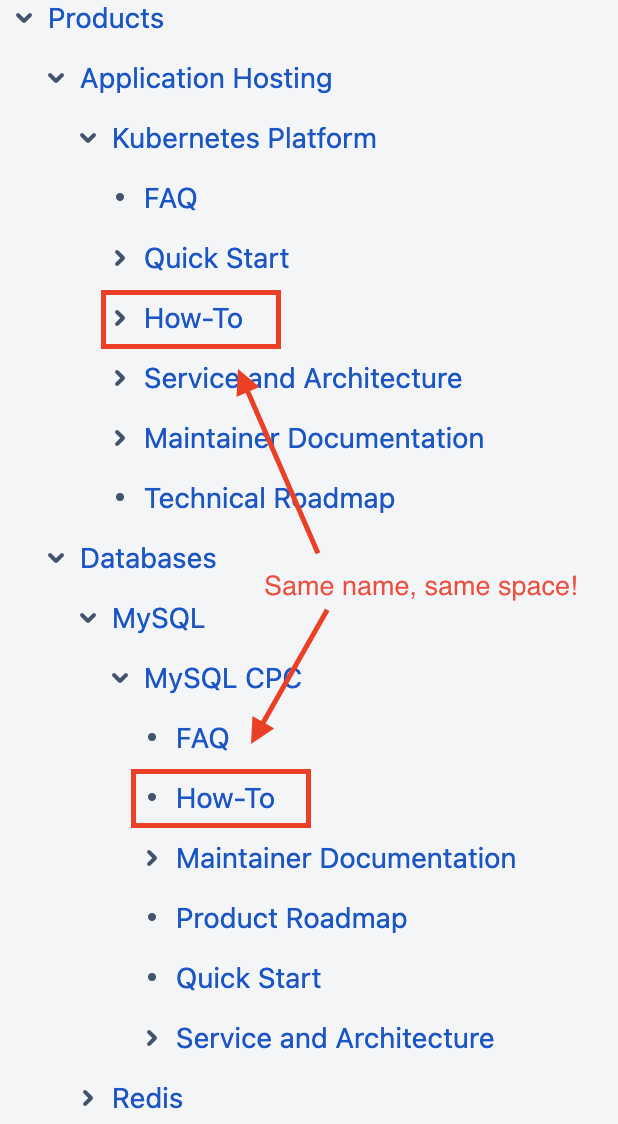 Products
Application Hosting
Kubernetes Platform
FAQ
Quick Start
How-To
Service and Architecture
Maintainer Documentation
Technical Roadmap
Databases
Same name, same space!
MySQL
MySQL CPC
FAQ
How-To
Maintainer Documentation
Product Roadmap
Quick Start
Service and Architecture
Redis